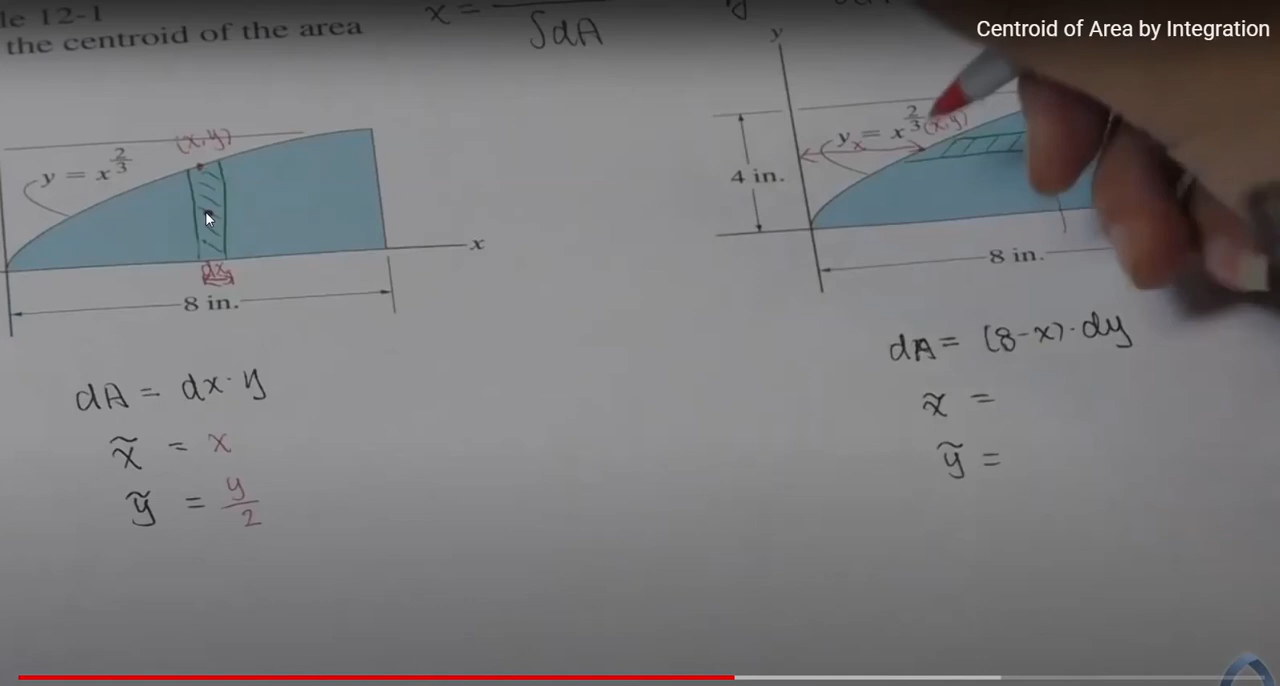 le 12-1
the centroid of the area
x =
∫dA
Centroid of Area by Integration
y
(x,y)
y = x^{2/3}
x
dx
8 in.
y = x^{2/3}
(x,y)
x
4 in.
8 in.
dA = dx · y
x̃ = x
ỹ = y/2
dA = (8-x) · dy
x̃ =
ỹ =